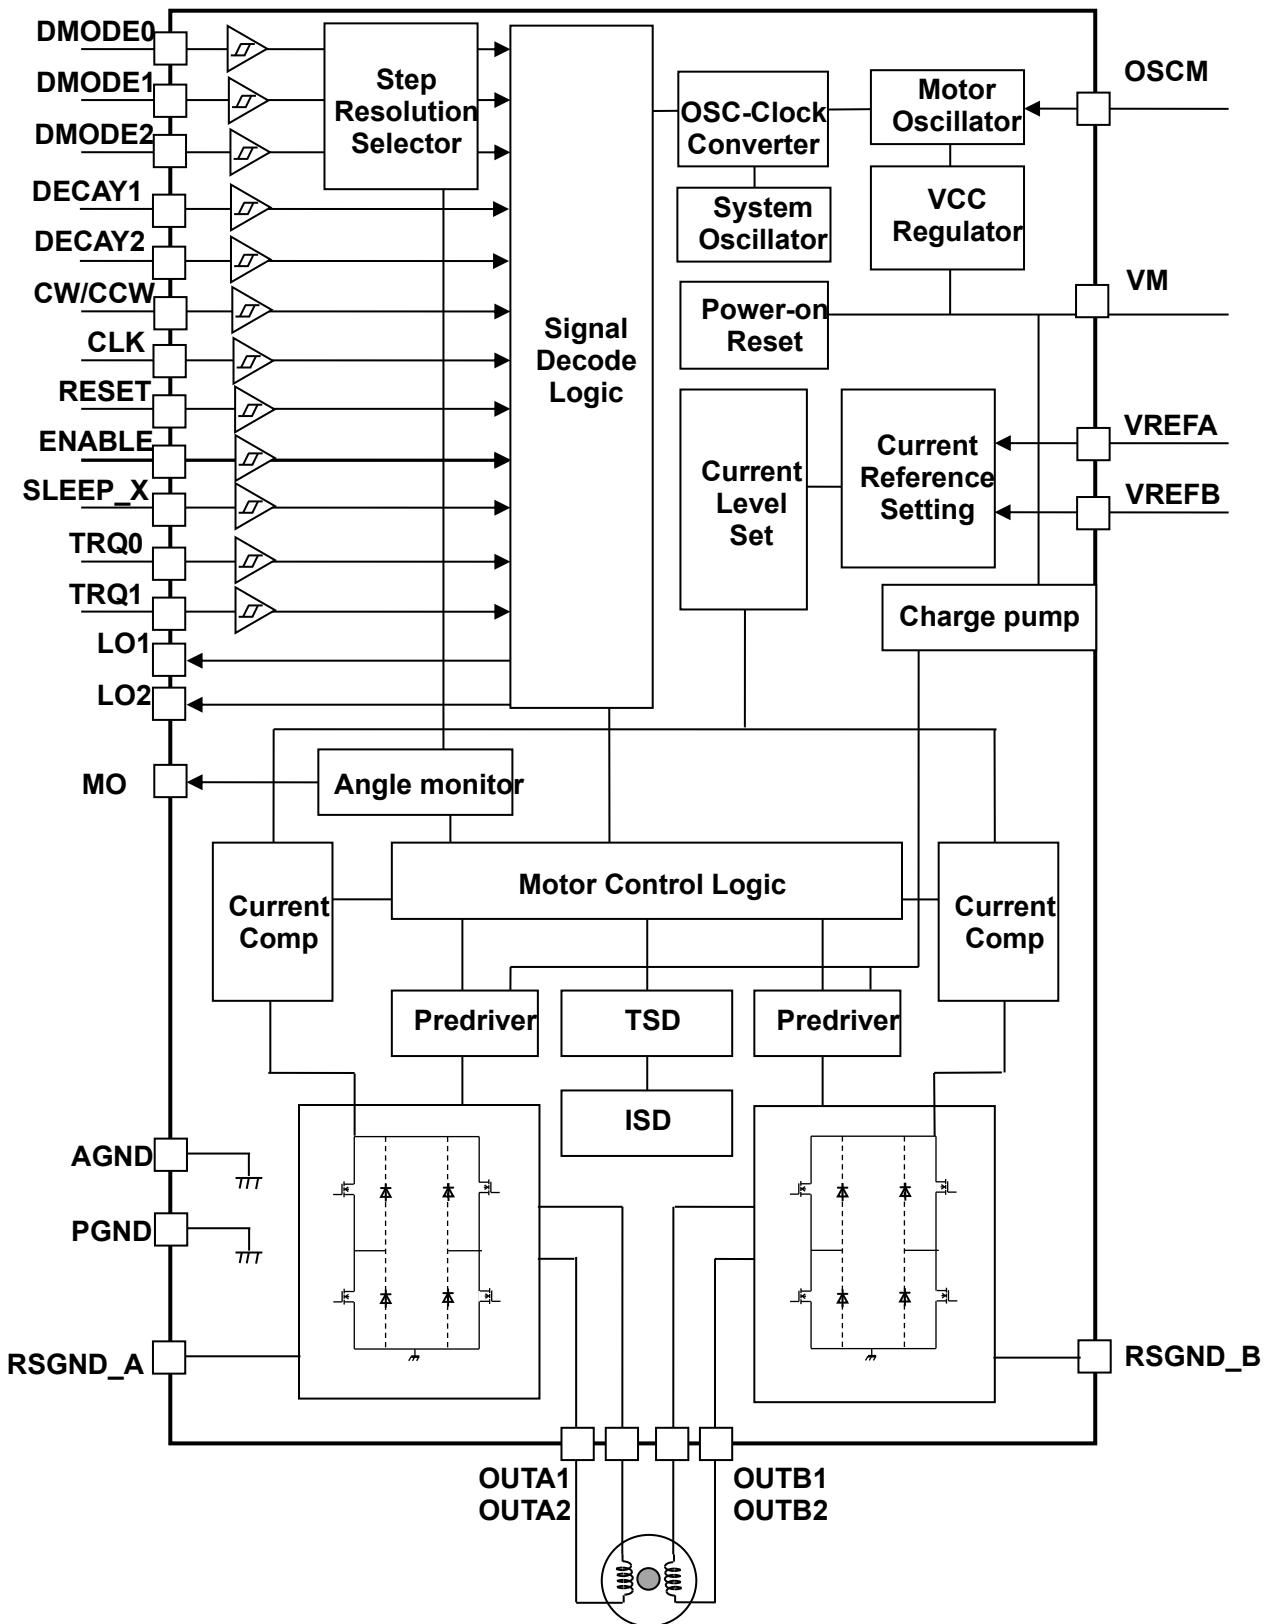 DMODE0
DMODE1
DMODE2
DECAY1
DECAY2
CW/CCW
CLK
RESET
ENABLE
SLEEP_X
TRQ0
TRQ1
LO1
LO2
MO
AGND
PGND
RSGND_A
Step
Resolution
Selector
Signal
Decode
Logic
OSC-Clock
Converter
System
Oscillator
Motor
Oscillator
VCC
Regulator
Power-on
Reset
Current
Level
Set
Current
Reference
Setting
Charge pump
OSCM
VM
VREFA
VREFB
Angle monitor
Motor Control Logic
Current
Comp
Current
Comp
Predriver
TSD
Predriver
ISD
RSGND_B
OUTA1
OUTA2
OUTB1
OUTB2